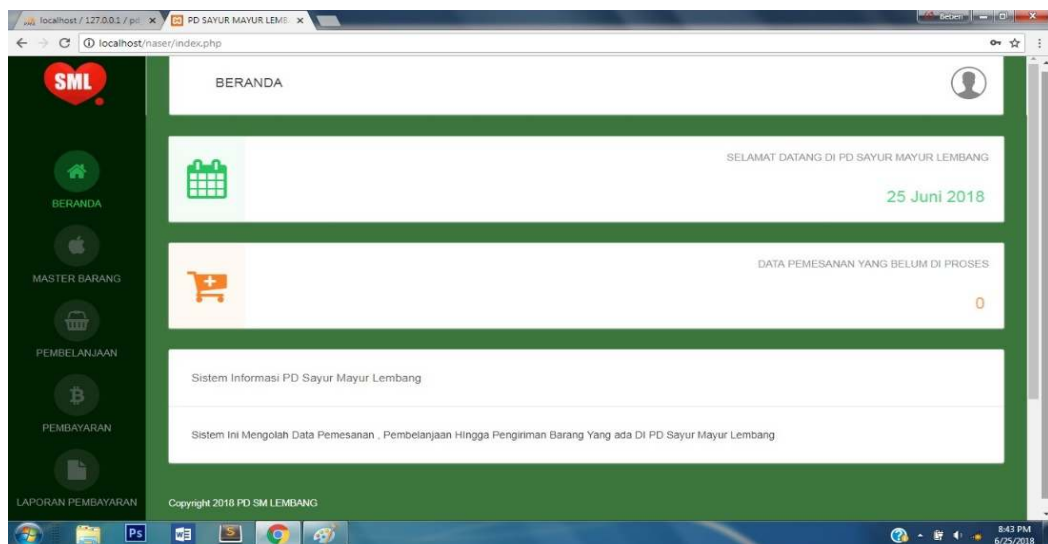 localhost / 127.0.0.1 / pd
PD SAYUR MAYUR LEMB
Beben
localhost/naser/index.php
SML
BERANDA
SELAMAT DATANG DI PD SAYUR MAYUR LEMBANG
25 Juni 2018
BERANDA
DATA PEMESANAN YANG BELUM DI PROSES
0
MASTER BARANG
PEMBELANJAAN
Sistem Informasi PD Sayur Mayur Lembang
PEMBAYARAN
Sistem Ini Mengolah Data Pemesanan , Pembelanjaan HIngga Pengiriman Barang Yang ada DI PD Sayur Mayur Lembang
LAPORAN PEMBAYARAN
Copyright 2018 PD SM LEMBANG
Ps
W
S
8:43 PM
6/25/2018